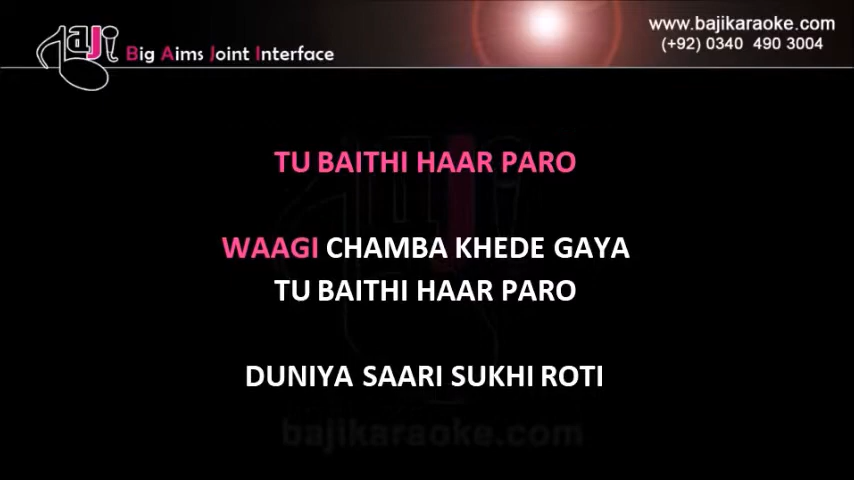 Baji
Big Aims Joint Interface
www.bajikaraoke.com
(+92) 0340 490 3004
TU BAITHI HAAR PARO
WAAGI CHAMBA KHEDE GAYA
TU BAITHI HAAR PARO
DUNIYA SAARI SUKHI ROTI
bajikaraoke.com